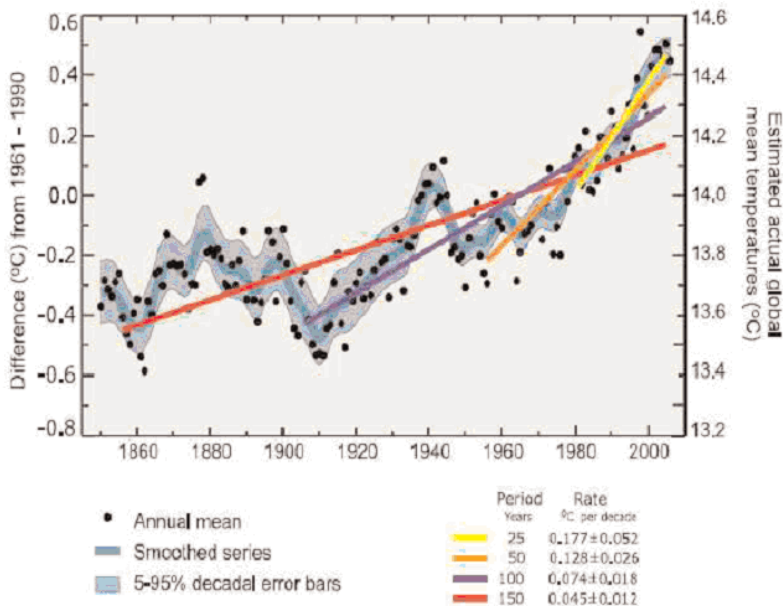 Difference (ºC) from 1961 - 1990
0.6
0.4
0.2
0.0
-0.2
-0.4
-0.6
-0.8
14.6
14.4
14.2
14.0
13.8
13.6
13.4
13.2
Estimated actual global
mean temperatures (ºC)
1860 1880 1900 1920 1940 1960 1980 2000
Annual mean
Smoothed series
5-95% decadal error bars
Period Rate
Years ºC per decade
25 0.177±0.052
50 0.128±0.026
100 0.074±0.018
150 0.045±0.012